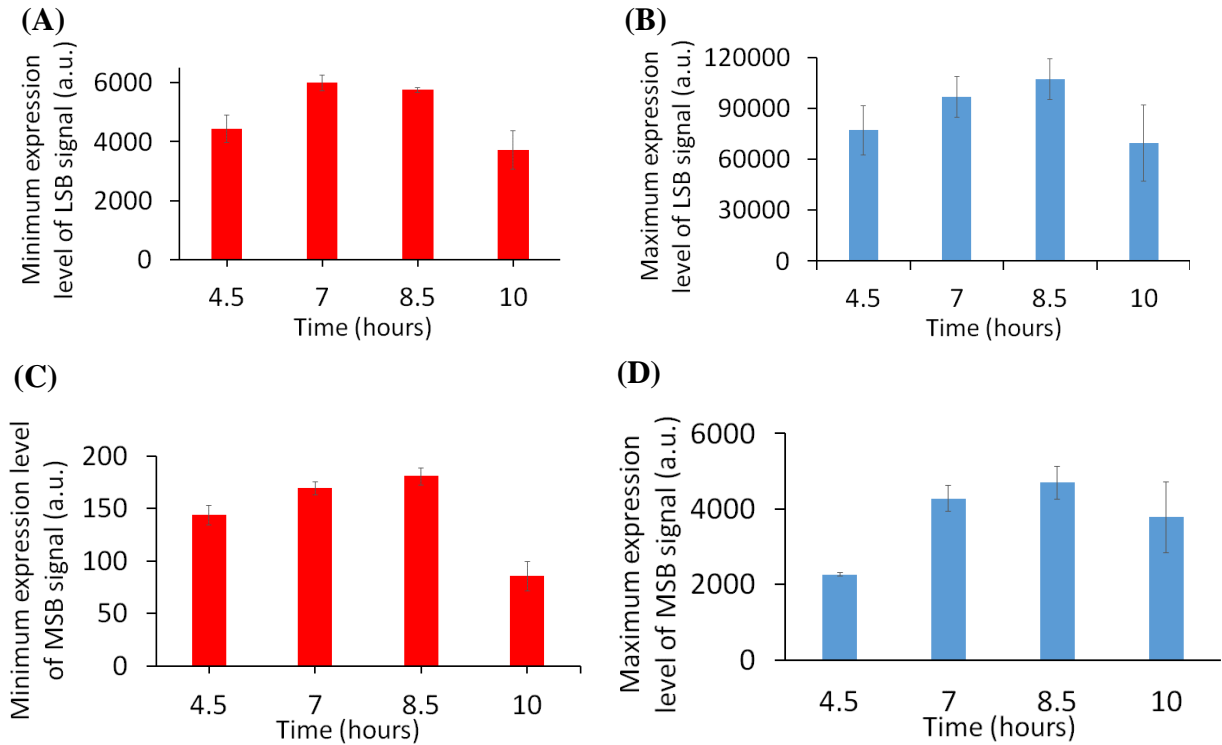 (A)
Minimum expression
level of LSB signal (a.u.)
6000
4000
2000
0
4.5 7 8.5 10
Time (hours)
(B)
Maximum expression
level of LSB signal (a.u.)
120000
90000
60000
30000
0
4.5 7 8.5 10
Time (hours)
(C)
Minimum expression level
of MSB signal (a.u.)
200
150
100
50
0
4.5 7 8.5 10
Time (hours)
(D)
Maximum expression
level of MSB signal (a.u.)
6000
4000
2000
0
4.5 7 8.5 10
Time (hours)